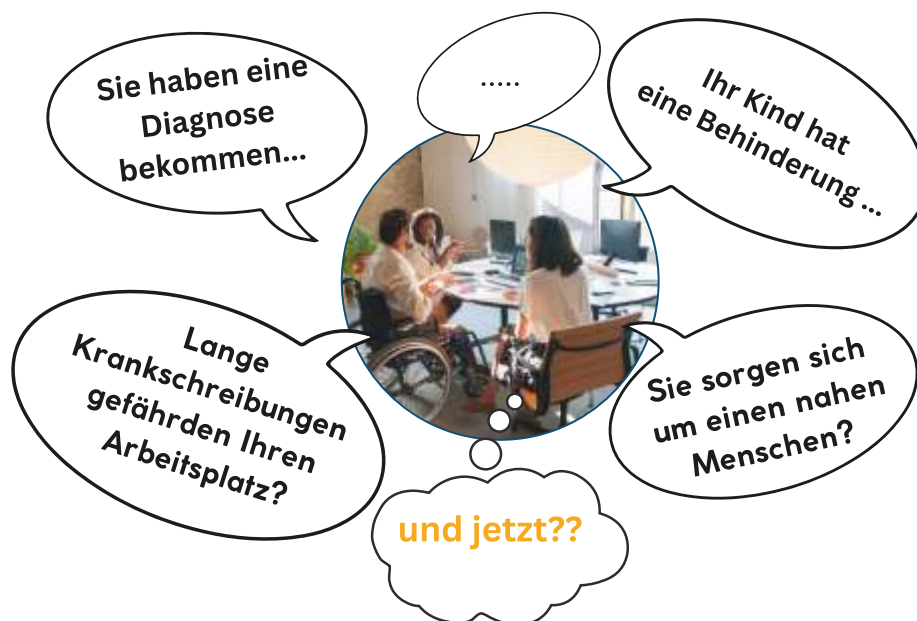 Sie haben eine
Diagnose
bekommen...
.....
Ihr Kind hat
eine Behinderung ...
Lange
Krankschreibungen
gefährden Ihren
Arbeitsplatz?
Sie sorgen sich
um einen nahen
Menschen?
und jetzt??